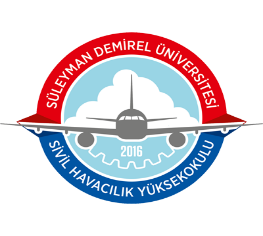 SÜLEYMAN DEMİREL ÜNİVERSİTESİ
2016
SİVİL HAVACILIK YÜKSEKOKULU